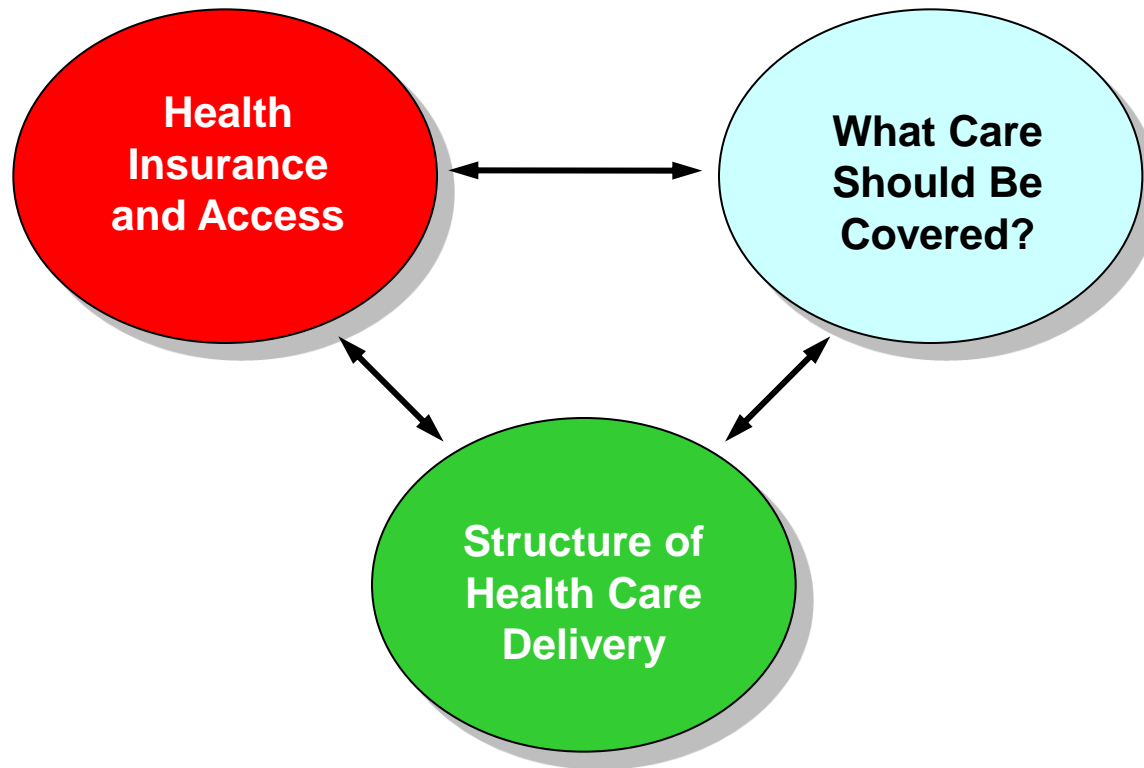 Health
Insurance
and Access
What Care
Should Be
Covered?
Structure of
Health Care
Delivery